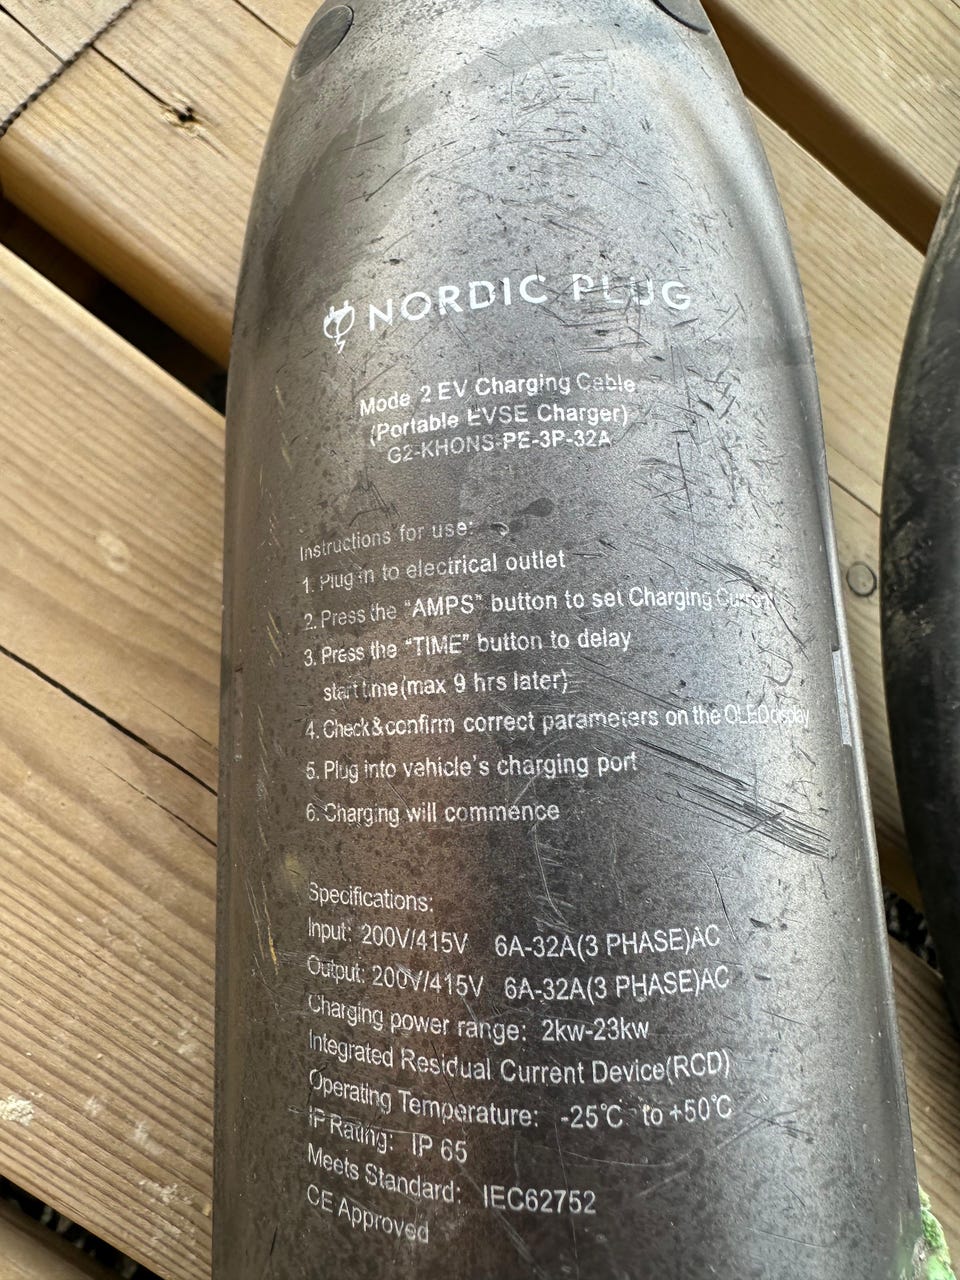 NORDIC PLUG
Mode 2 EV Charging Cable
(Portable EVSE Charger)
G2-KHONS-PE-3P-32A
Instructions for use:
1. Plug in to electrical outlet
2. Press the “AMPS” button to set Charging Current
3. Press the “TIME” button to delay
start time(max 9 hrs later)
4. Check&confirm correct parameters on the OLED display
5. Plug into vehicle's charging port
6. Charging will commence
Specifications:
Input: 200V/415V 6A-32A(3 PHASE)AC
Output: 200V/415V 6A-32A(3 PHASE)AC
Charging power range: 2kw-23kw
Integrated Residual Current Device(RCD)
Operating Temperature: -25℃ to +50℃
IP Rating: IP 65
Meets Standard: IEC62752
CE Approved